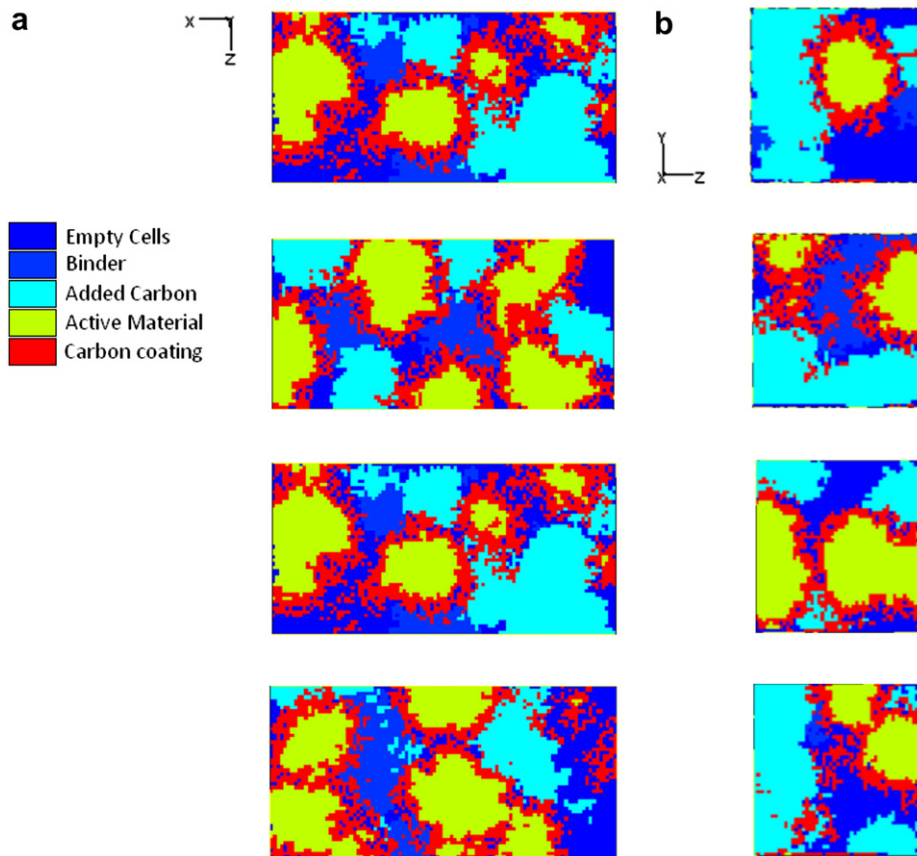 a
X Y
Z
b
Y
X Z
Empty Cells
Binder
Added Carbon
Active Material
Carbon coating